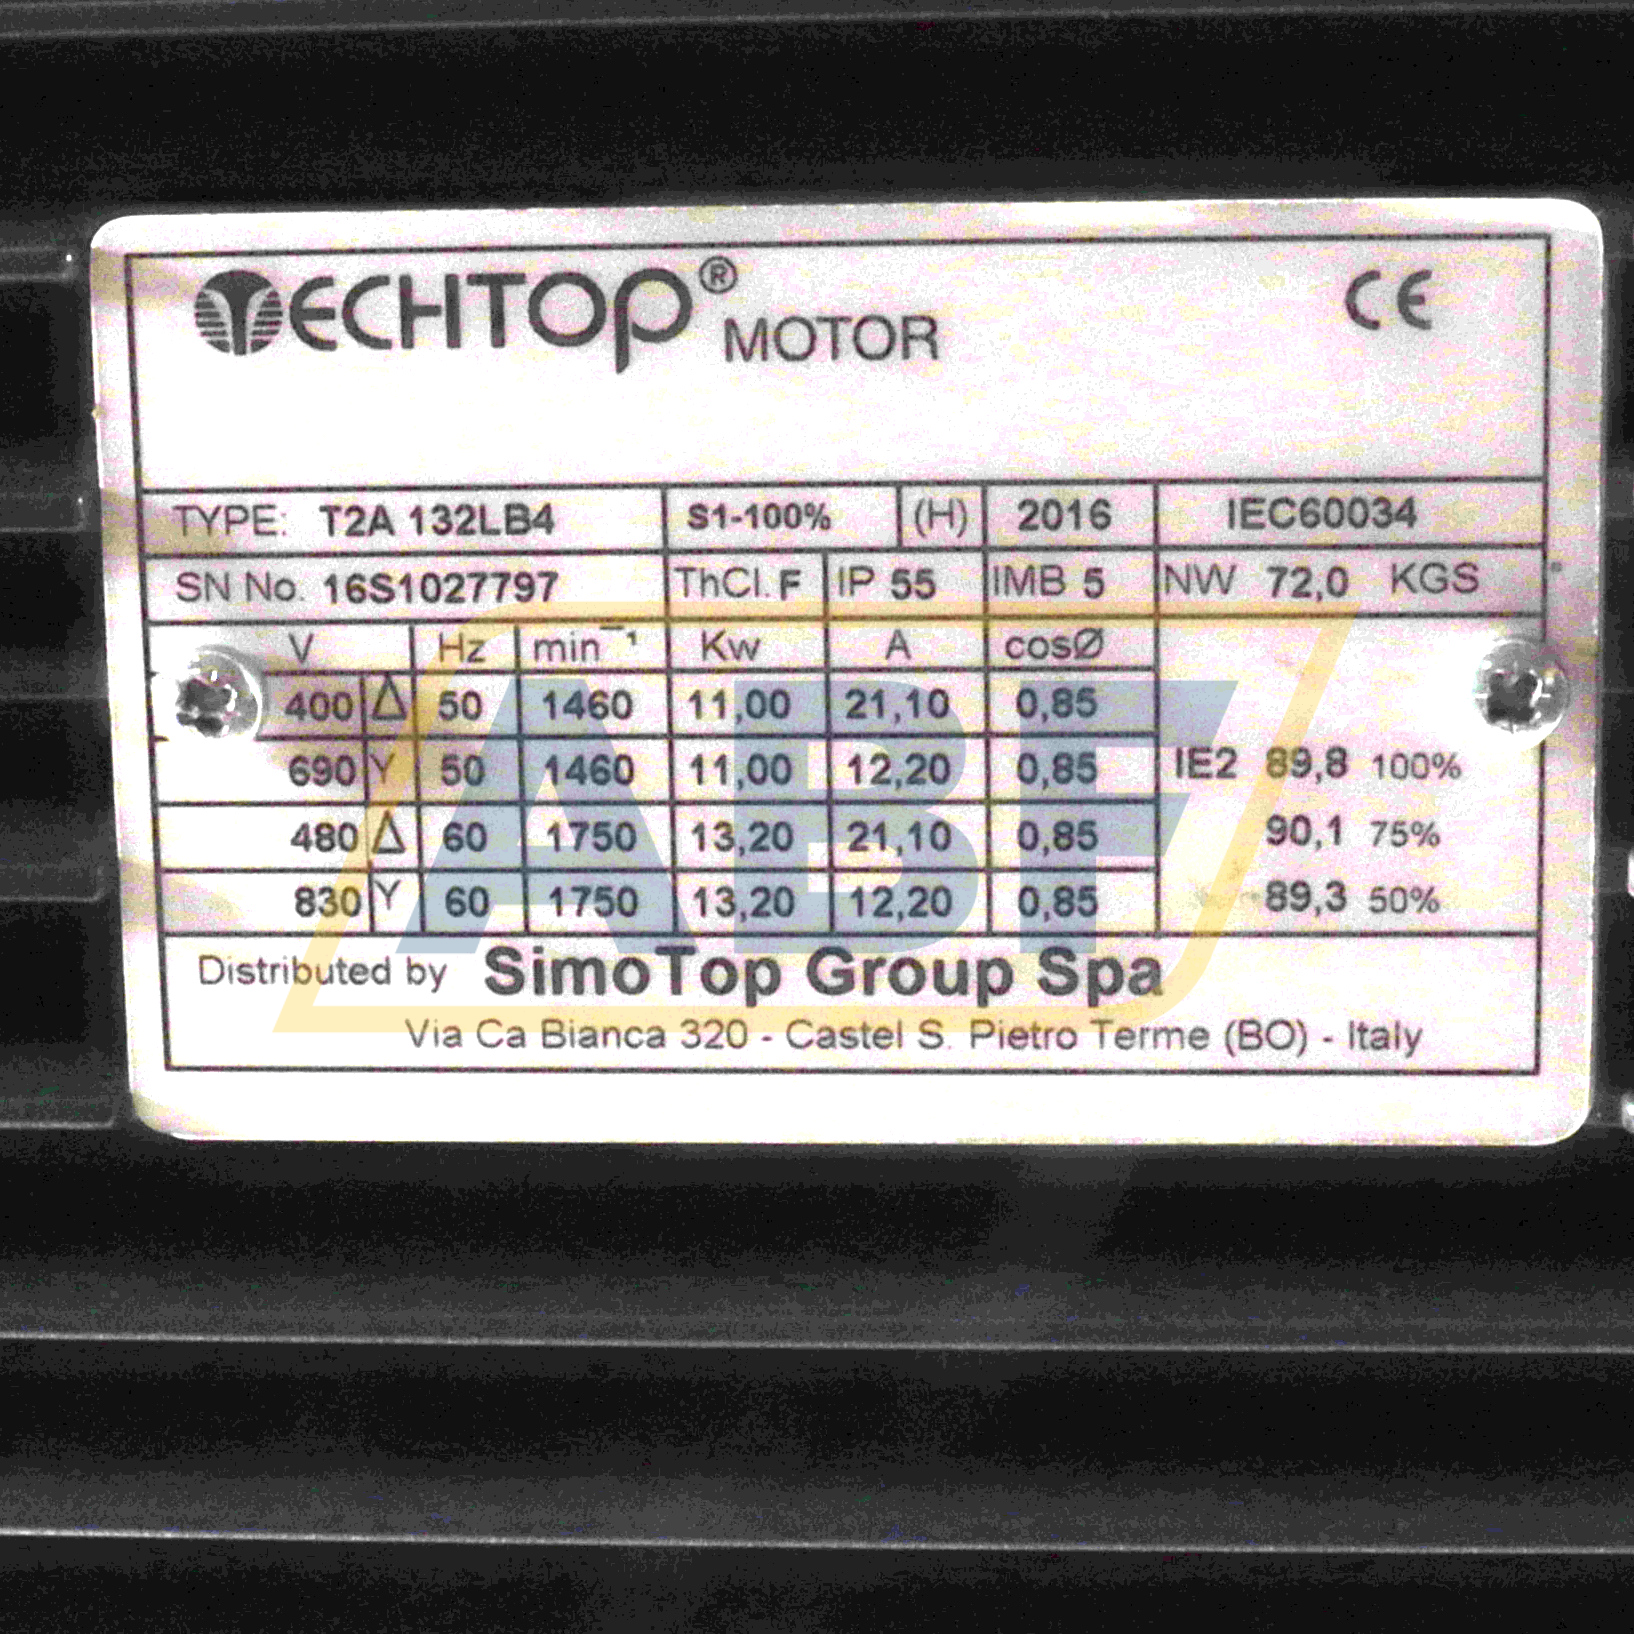 TECHTOP® MOTOR CE
TYPE: T2A 132LB4 S1-100% (H) 2016 IEC60034
SN No. 16S1027797 ThCl. F IP 55 IMB 5 NW 72,0 KGS
V Hz min⁻¹ Kw A cosØ
400 Δ 50 1460 11,00 21,10 0,85
690 Y 50 1460 11,00 12,20 0,85 IE2 89,8 100%
480 Δ 60 1750 13,20 21,10 0,85 90,1 75%
830 Y 60 1750 13,20 12,20 0,85 89,3 50%
Distributed by SimoTop Group Spa
Via Ca Bianca 320 - Castel S. Pietro Terme (BO) - Italy
ABF